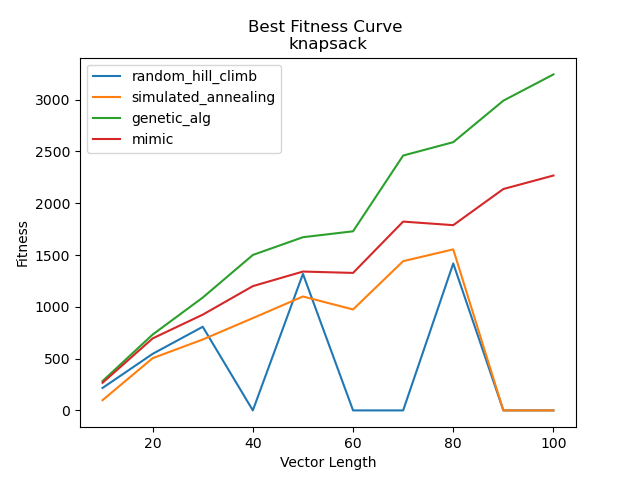 Best Fitness Curve
knapsack
random_hill_climb
simulated_annealing
genetic_alg
mimic
Fitness
3000
2500
2000
1500
1000
500
0
20
40
60
80
100
Vector Length